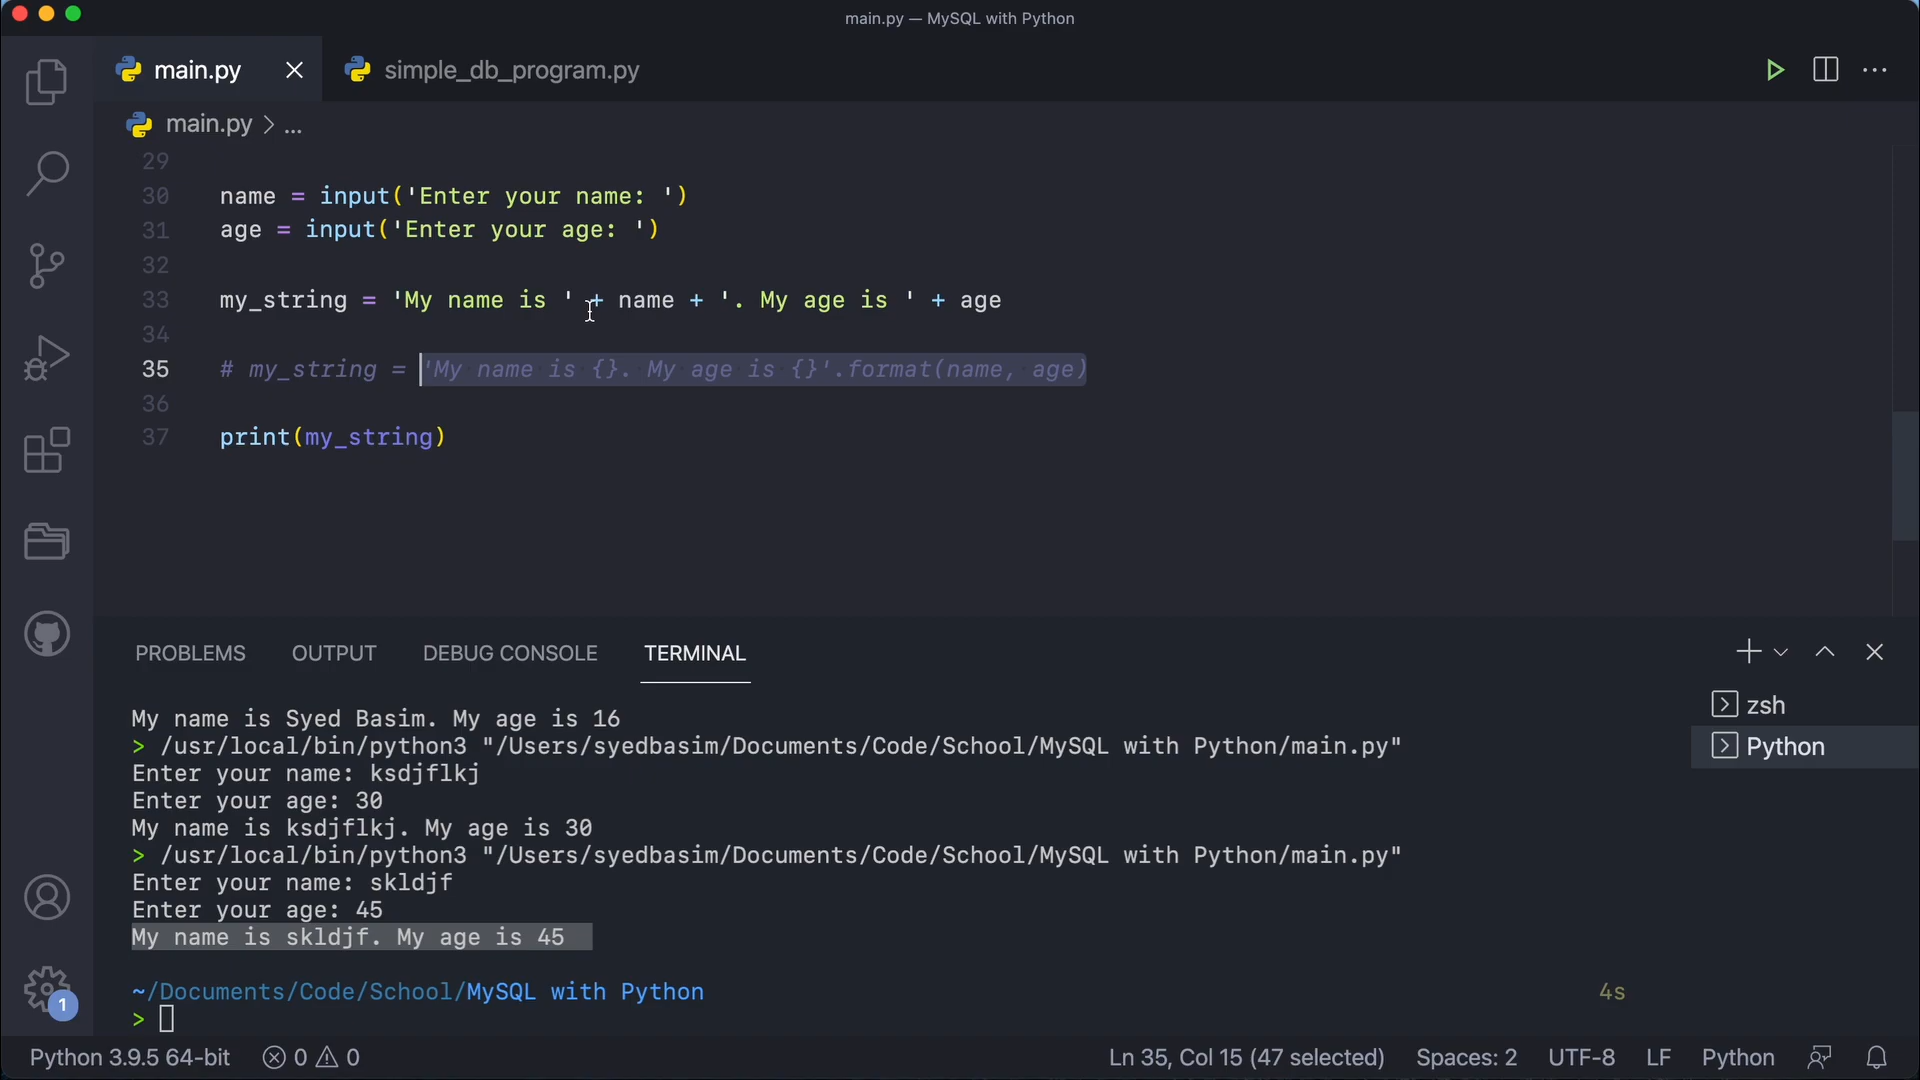 main.py — MySQL with Python
main.py
simple_db_program.py
main.py > ...
29
30 name = input('Enter your name: ')
31 age = input('Enter your age: ')
32
33 my_string = 'My name is ' + name + '. My age is ' + age
34
35 # my_string = 'My name is {}. My age is {}'.format(name, age)
36
37 print(my_string)
PROBLEMS OUTPUT DEBUG CONSOLE TERMINAL
My name is Syed Basim. My age is 16
> /usr/local/bin/python3 "/Users/syedbasim/Documents/Code/School/MySQL with Python/main.py"
Enter your name: ksdjflkj
Enter your age: 30
My name is ksdjflkj. My age is 30
> /usr/local/bin/python3 "/Users/syedbasim/Documents/Code/School/MySQL with Python/main.py"
Enter your name: skldjf
Enter your age: 45
My name is skldjf. My age is 45
~/Documents/Code/School/MySQL with Python 4s
>
zsh
Python
1
Python 3.9.5 64-bit 0 0 Ln 35, Col 15 (47 selected) Spaces: 2 UTF-8 LF Python